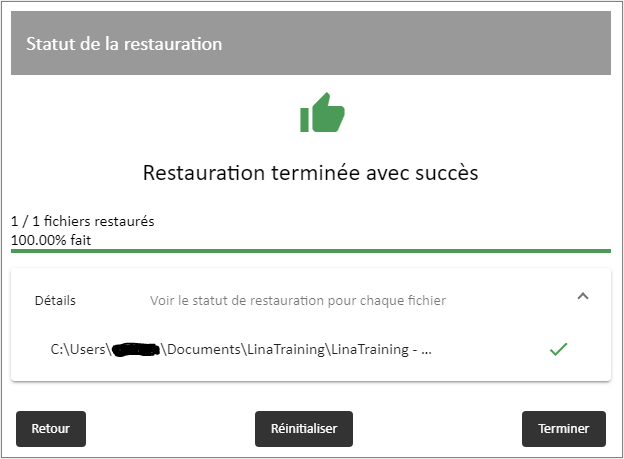 Statut de la restauration
Restauration terminée avec succès
1 / 1 fichiers restaurés
100.00% fait
Détails Voir le statut de restauration pour chaque fichier
C:\Users\ \Documents\LinaTraining\LinaTraining - ...
Retour Réinitialiser Terminer